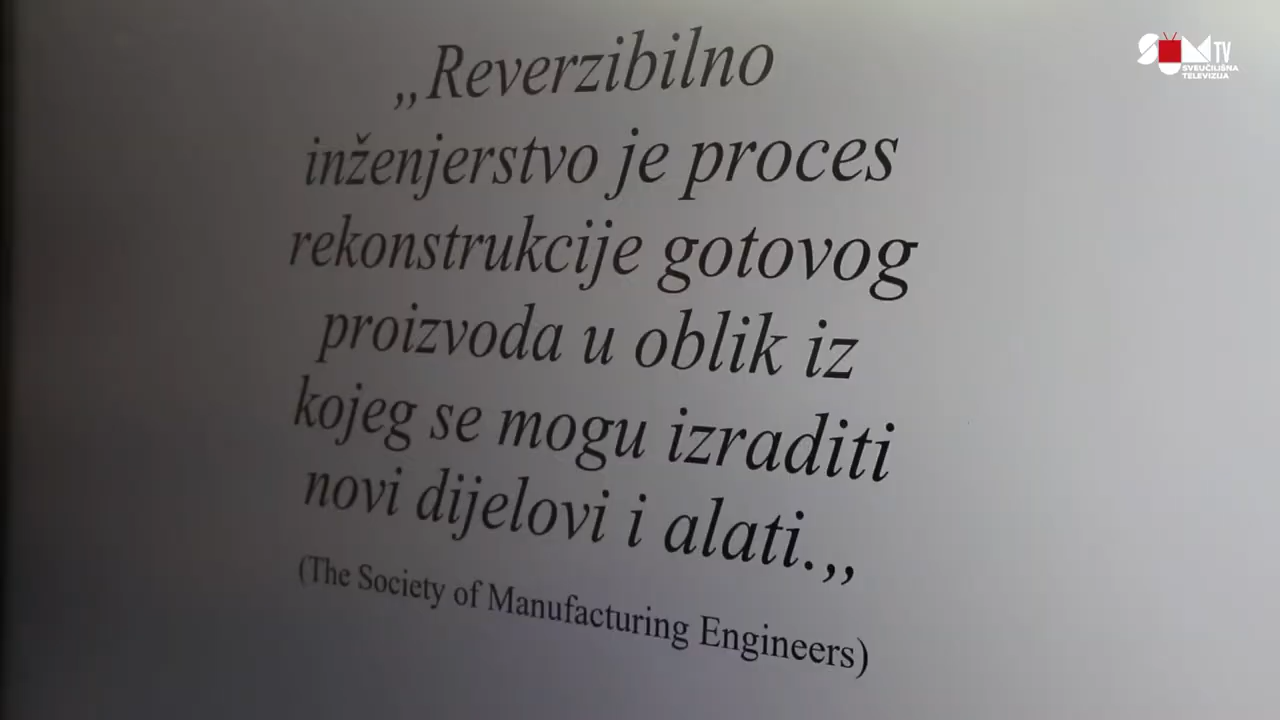 „Reverzibilno
inženjerstvo je proces
rekonstrukcije gotovog
proizvoda u oblik iz
kojeg se mogu izraditi
novi dijelovi i alati.„
(The Society of Manufacturing Engineers)
SUM TV
SVEUČILIŠNA
TELEVIZIJA